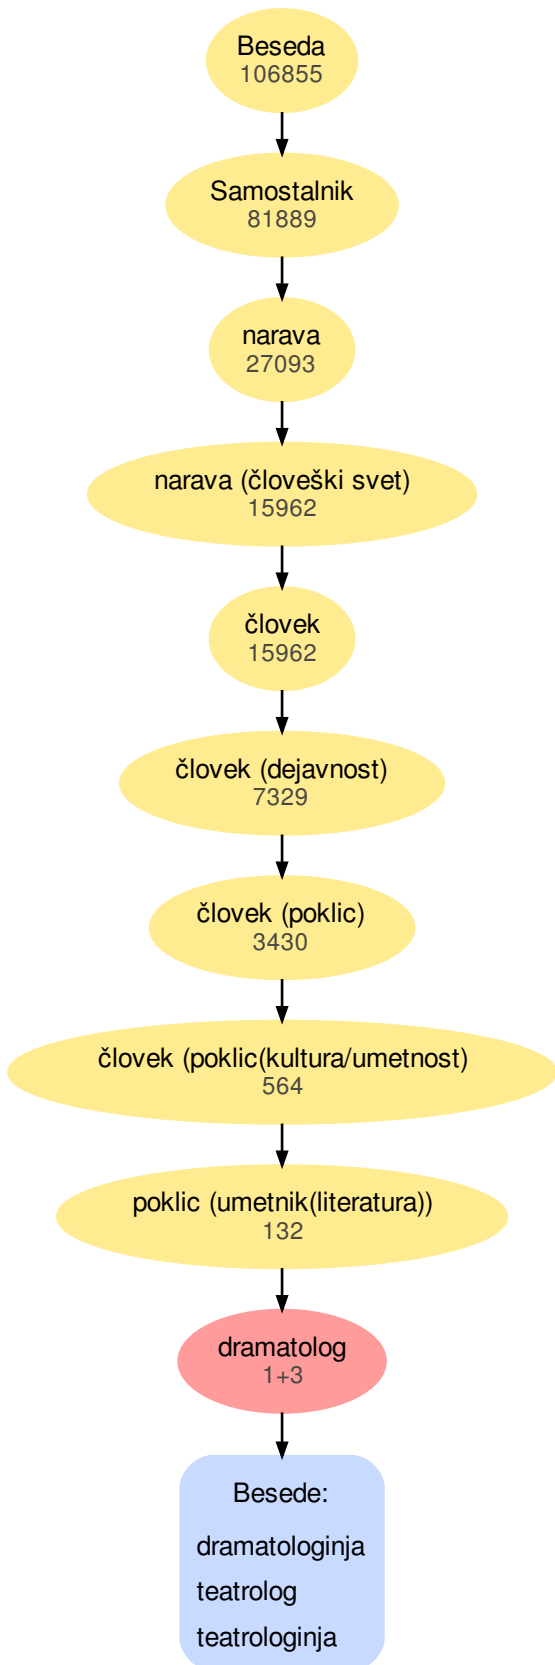 Beseda
106855
Samostalnik
81889
narava
27093
narava (človeški svet)
15962
človek
15962
človek (dejavnost)
7329
človek (poklic)
3430
človek (poklic(kultura/umetnost)
564
poklic (umetnik(literatura))
132
dramatolog
1+3
Besede:
dramatologinja
teatrolog
teatrologinja